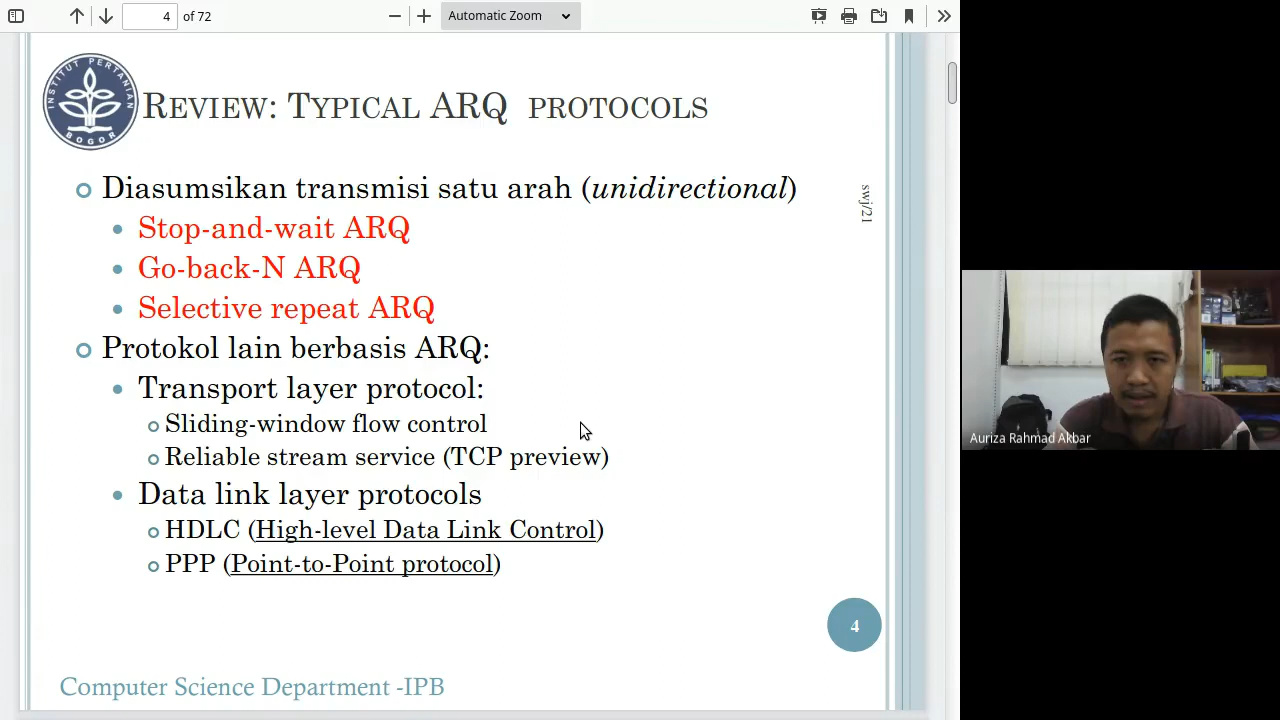 4
of 72
Automatic Zoom
INSTITUT PERTANIAN
BOGOR
REVIEW: TYPICAL ARQ PROTOCOLS
swj/21
Diasumsikan transmisi satu arah (unidirectional)
Stop-and-wait ARQ
Go-back-N ARQ
Selective repeat ARQ
Protokol lain berbasis ARQ:
Transport layer protocol:
Sliding-window flow control
Reliable stream service (TCP preview)
Data link layer protocols
HDLC (High-level Data Link Control)
PPP (Point-to-Point protocol)
4
Computer Science Department -IPB
Auriza Rahmad Akbar